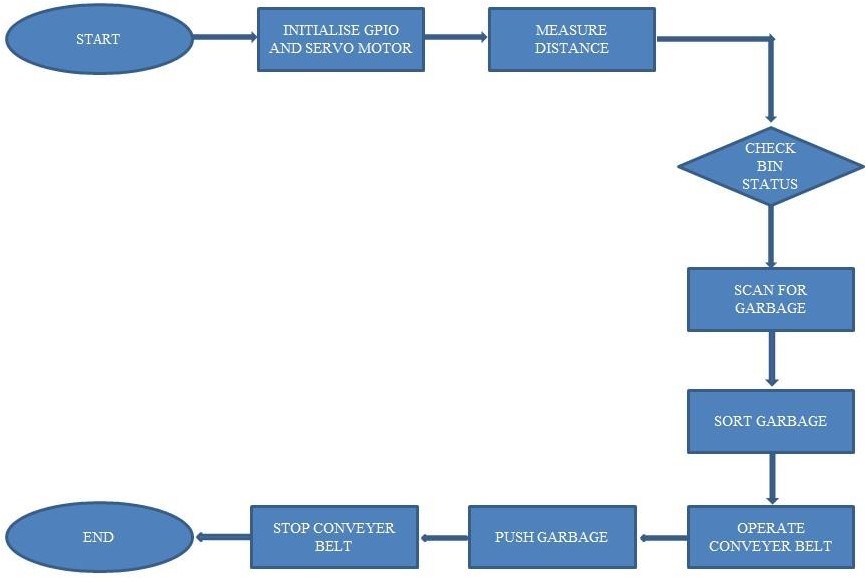 START
INITIALISE GPIO
AND SERVO MOTOR
MEASURE
DISTANCE
CHECK
BIN
STATUS
SCAN FOR
GARBAGE
SORT GARBAGE
OPERATE
CONVEYER BELT
PUSH GARBAGE
STOP CONVEYER
BELT
END